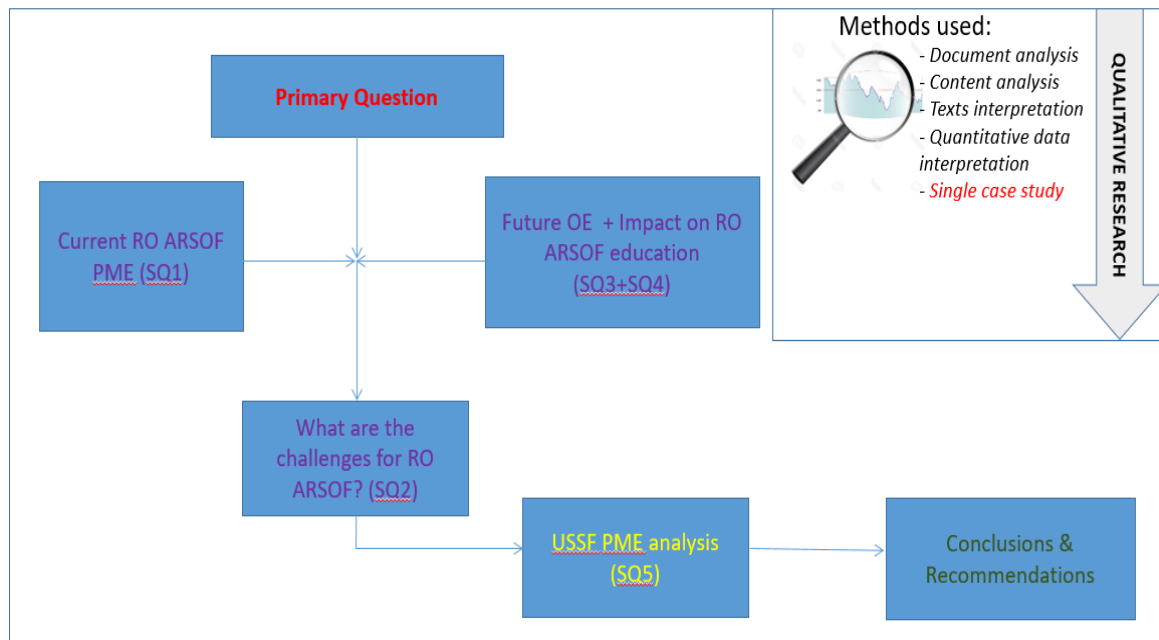 Primary Question
Current RO ARSOF
PME (SQ1)
Future OE + Impact on RO
ARSOF education
(SQ3+SQ4)
What are the
challenges for RO
ARSOF? (SQ2)
USSF PME analysis
(SQ5)
Conclusions &
Recommendations
Methods used:
- Document analysis
- Content analysis
- Texts interpretation
- Quantitative data
interpretation
- Single case study
QUALITATIVE RESEARCH